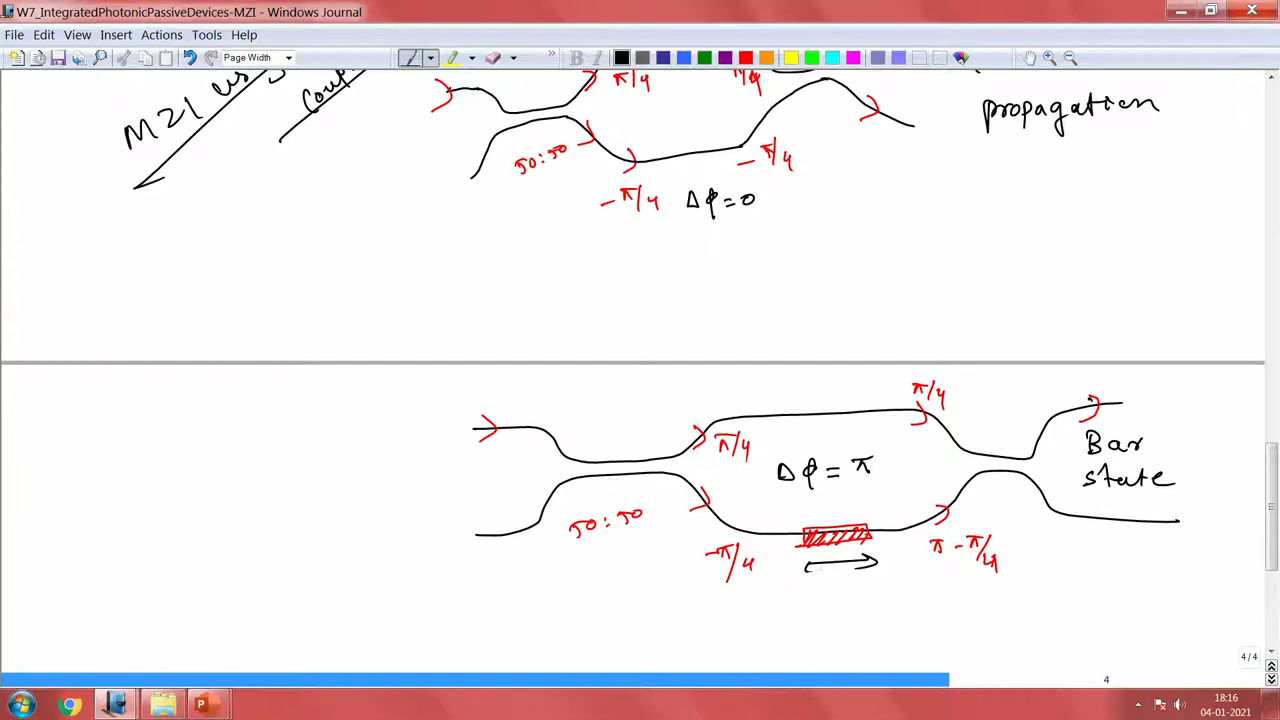 W7_IntegratedPhotonicPassiveDevices-MZI - Windows Journal
File Edit View Insert Actions Tools Help
Page Width
B I
MZI
π/4
propagation
50:50
-π/4
-π/4
Δφ=0
π/4
π/4
Bar
state
Δφ = π
50:50
-π/4
π - π/4
4/4
4
18:16
04-01-2021